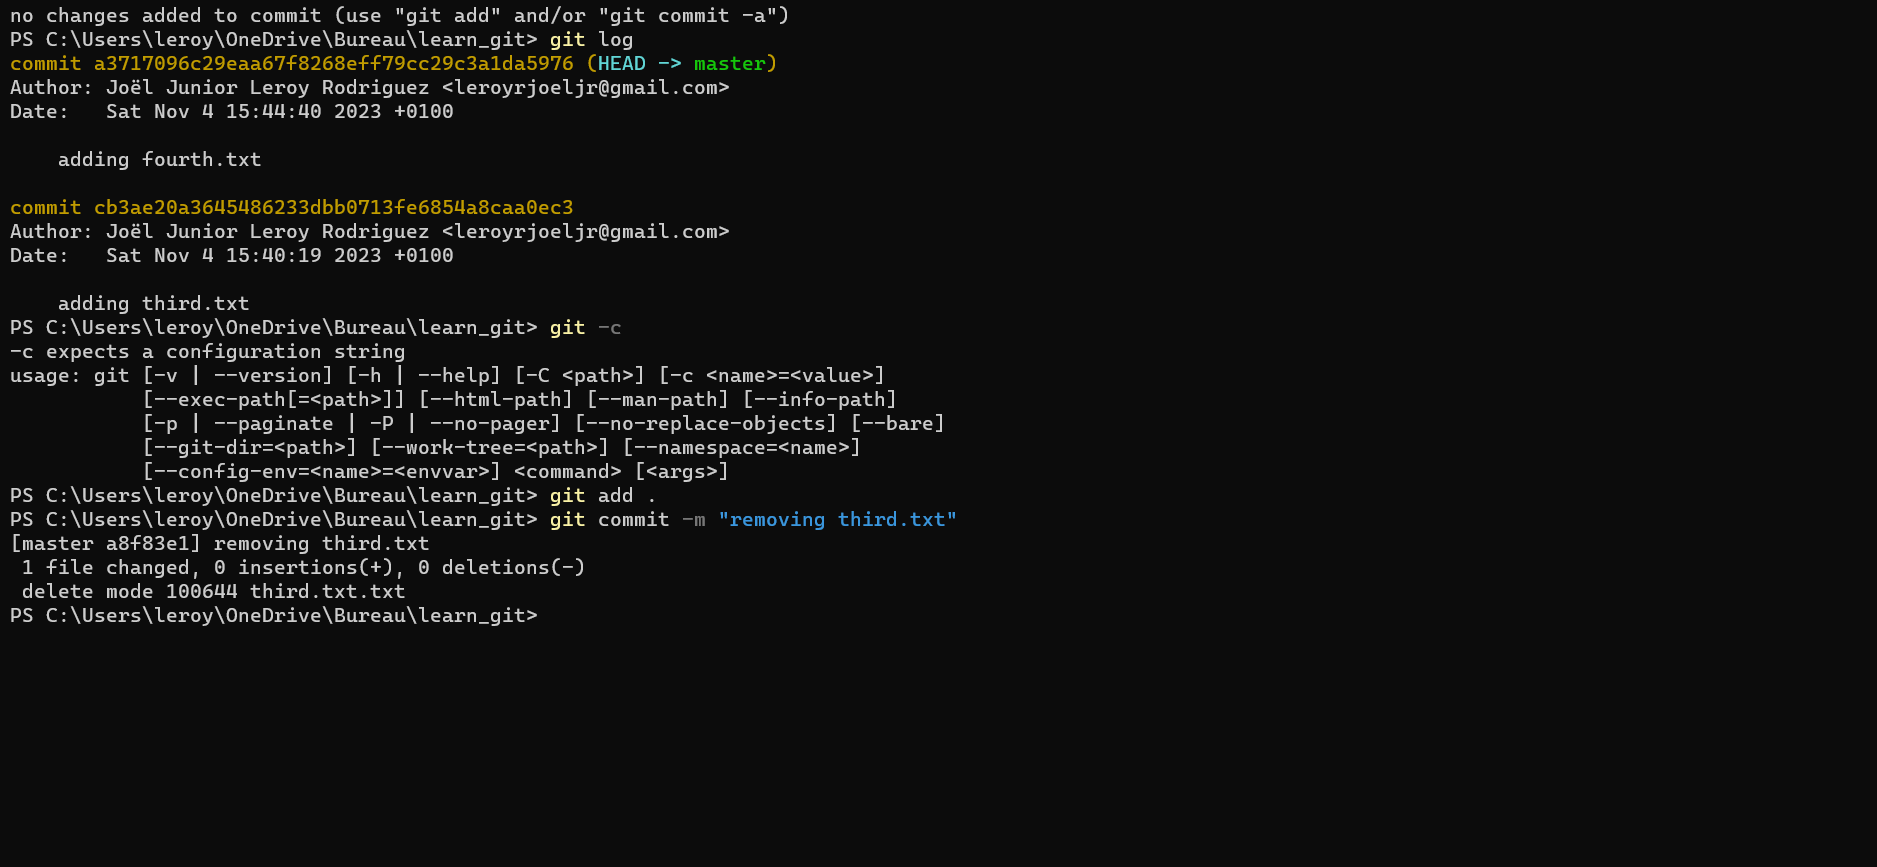 no changes added to commit (use "git add" and/or "git commit -a")
PS C:\Users\leroy\OneDrive\Bureau\learn_git> git log
commit a3717096c29eaa67f8268eff79cc29c3a1da5976 (HEAD -> master)
Author: Joël Junior Leroy Rodriguez <leroyrjoeljr@gmail.com>
Date:   Sat Nov 4 15:44:40 2023 +0100

    adding fourth.txt

commit cb3ae20a3645486233dbb0713fe6854a8caa0ec3
Author: Joël Junior Leroy Rodriguez <leroyrjoeljr@gmail.com>
Date:   Sat Nov 4 15:40:19 2023 +0100

    adding third.txt
PS C:\Users\leroy\OneDrive\Bureau\learn_git> git -c
-c expects a configuration string
usage: git [-v | --version] [-h | --help] [-C <path>] [-c <name>=<value>]
           [--exec-path[=<path>]] [--html-path] [--man-path] [--info-path]
           [-p | --paginate | -P | --no-pager] [--no-replace-objects] [--bare]
           [--git-dir=<path>] [--work-tree=<path>] [--namespace=<name>]
           [--config-env=<name>=<envvar>] <command> [<args>]
PS C:\Users\leroy\OneDrive\Bureau\learn_git> git add .
PS C:\Users\leroy\OneDrive\Bureau\learn_git> git commit -m "removing third.txt"
[master a8f83e1] removing third.txt
 1 file changed, 0 insertions(+), 0 deletions(-)
 delete mode 100644 third.txt.txt
PS C:\Users\leroy\OneDrive\Bureau\learn_git>